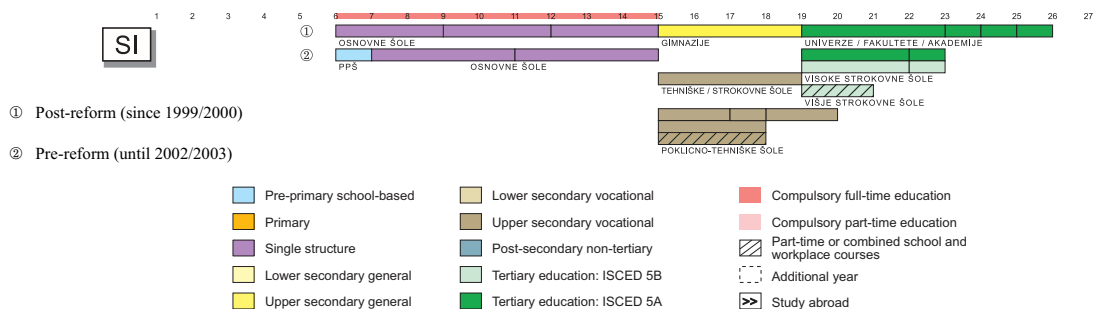 1 2 3 4 5 6 7 8 9 10 11 12 13 14 15 16 17 18 19 20 21 22 23 24 25 26 27
SI
①
OSNOVNE ŠOLE GIMNAZIJE UNIVERZE / FAKULTETE / AKADEMIJE
②
PPŠ OSNOVNE ŠOLE VISOKE STROKOVNE ŠOLE
TEHNIŠKE / STROKOVNE ŠOLE
VIŠJE STROKOVNE ŠOLE
POKLICNO-TEHNIŠKE ŠOLE
① Post-reform (since 1999/2000)
② Pre-reform (until 2002/2003)
Pre-primary school-based
Primary
Single structure
Lower secondary general
Upper secondary general
Lower secondary vocational
Upper secondary vocational
Post-secondary non-tertiary
Tertiary education: ISCED 5B
Tertiary education: ISCED 5A
Compulsory full-time education
Compulsory part-time education
Part-time or combined school and
workplace courses
Additional year
>> Study abroad